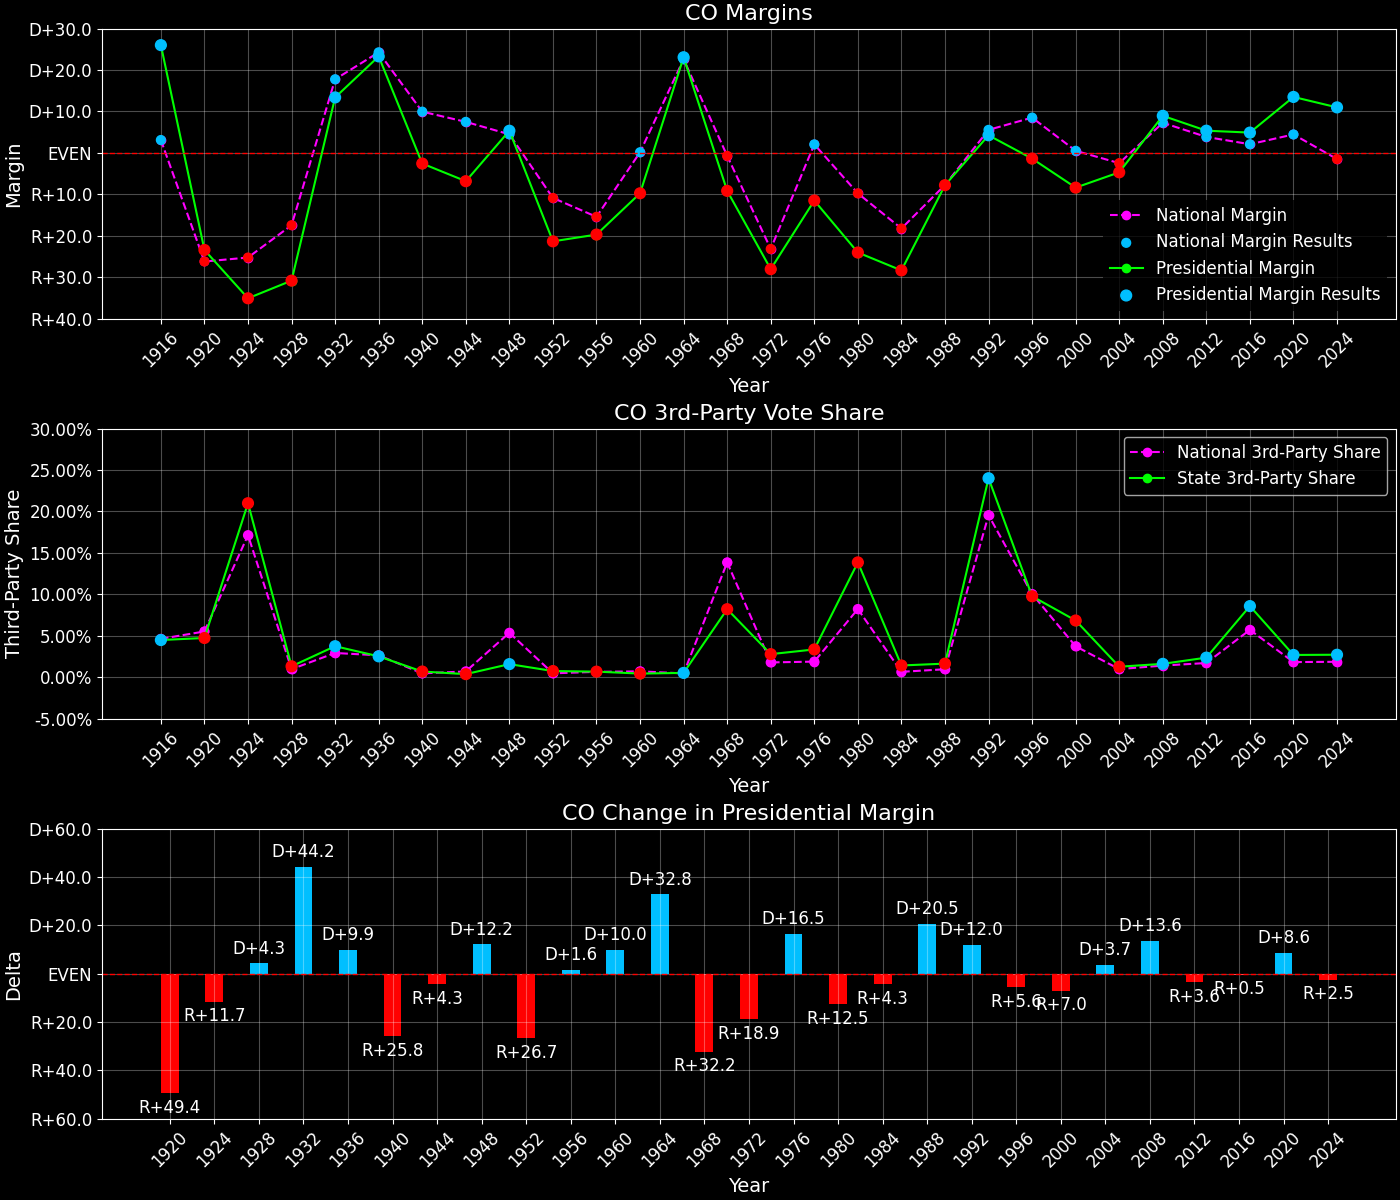 CO Margins
D+30.0
D+20.0
D+10.0
EVEN
R+10.0
R+20.0
R+30.0
R+40.0
Margin
National Margin
National Margin Results
Presidential Margin
Presidential Margin Results
1916 1920 1924 1928 1932 1936 1940 1944 1948 1952 1956 1960 1964 1968 1972 1976 1980 1984 1988 1992 1996 2000 2004 2008 2012 2016 2020 2024
Year
CO 3rd-Party Vote Share
30.00%
25.00%
20.00%
15.00%
10.00%
5.00%
0.00%
-5.00%
Third-Party Share
National 3rd-Party Share
State 3rd-Party Share
1916 1920 1924 1928 1932 1936 1940 1944 1948 1952 1956 1960 1964 1968 1972 1976 1980 1984 1988 1992 1996 2000 2004 2008 2012 2016 2020 2024
Year
CO Change in Presidential Margin
D+60.0
D+40.0
D+20.0
EVEN
R+20.0
R+40.0
R+60.0
Delta
R+49.4
R+11.7
D+4.3
D+44.2
D+9.9
R+25.8
R+4.3
D+12.2
R+26.7
D+1.6
D+10.0
D+32.8
R+32.2
R+18.9
D+16.5
R+12.5
R+4.3
D+20.5
D+12.0
R+5.6
R+7.0
D+3.7
D+13.6
R+3.6
R+0.5
D+8.6
R+2.5
1920 1924 1928 1932 1936 1940 1944 1948 1952 1956 1960 1964 1968 1972 1976 1980 1984 1988 1992 1996 2000 2004 2008 2012 2016 2020 2024
Year